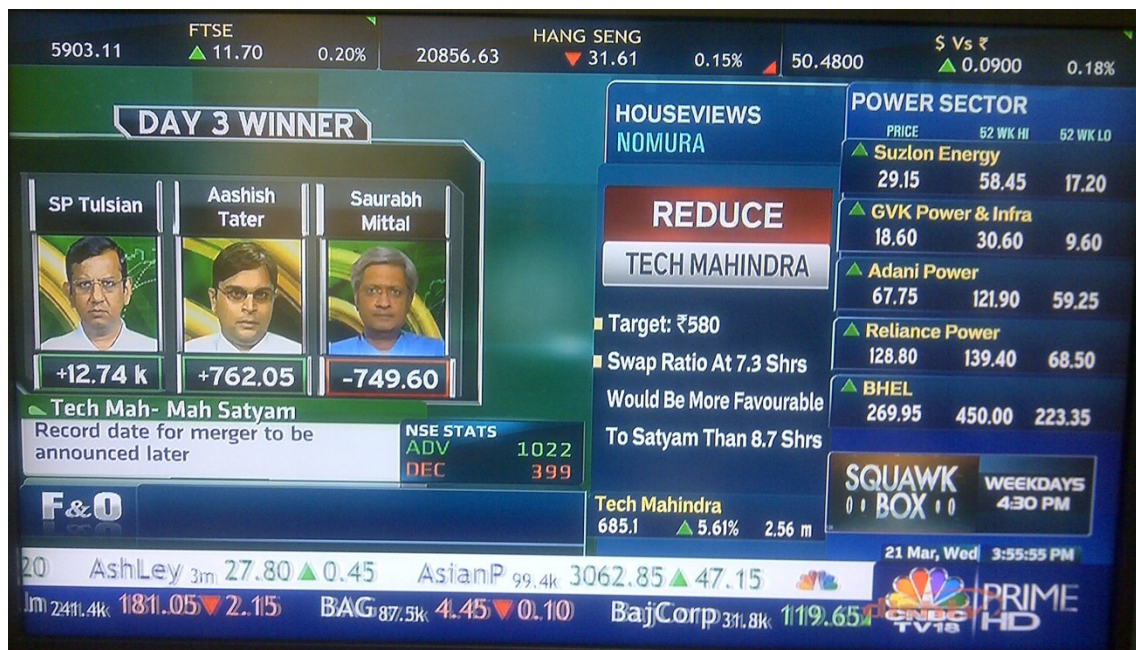 FTSE
5903.11 ▲ 11.70 0.20%
HANG SENG
20856.63 ▼ 31.61 0.15%
$ Vs ₹
50.4800 ▲ 0.0900 0.18%
DAY 3 WINNER
SP Tulsian
+12.74 k
Aashish
Tater
+762.05
Saurabh
Mittal
-749.60
Tech Mah- Mah Satyam
Record date for merger to be
announced later
NSE STATS
ADV 1022
DEC 399
F&O
HOUSEVIEWS
NOMURA
REDUCE
TECH MAHINDRA
Target: ₹580
Swap Ratio At 7.3 Shrs
Would Be More Favourable
To Satyam Than 8.7 Shrs
Tech Mahindra
685.1 ▲ 5.61% 2.56 m
POWER SECTOR
PRICE 52 WK HI 52 WK LO
▲ Suzlon Energy
29.15 58.45 17.20
▲ GVK Power & Infra
18.60 30.60 9.60
▲ Adani Power
67.75 121.90 59.25
▲ Reliance Power
128.80 139.40 68.50
▲ BHEL
269.95 450.00 223.35
SQUAWK
BOX
WEEKDAYS
4:30 PM
21 Mar, Wed 3:55:55 PM
20 AshLey 3m 27.80 ▲ 0.45 AsianP 99.4k 3062.85 ▲ 47.15
241.4k 181.05 ▼ 2.15 BAG 87.5k 4.45 ▼ 0.10 BajCorp 31.8k 119.65
CNBC
TV18
PRIME
HD